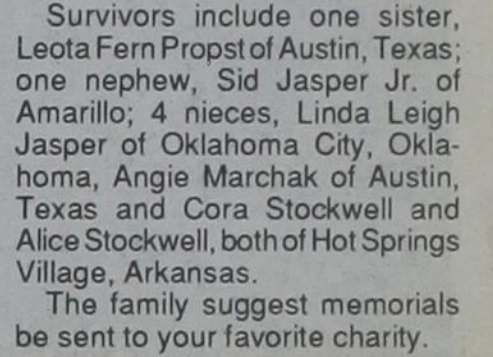 Survivors include one sister,
Leota Fern Propst of Austin, Texas;
one nephew, Sid Jasper Jr. of
Amarillo; 4 nieces, Linda Leigh
Jasper of Oklahoma City, Okla-
homa, Angie Marchak of Austin,
Texas and Cora Stockwell and
Alice Stockwell, both of Hot Springs
Village, Arkansas.
The family suggest memorials
be sent to your favorite charity.